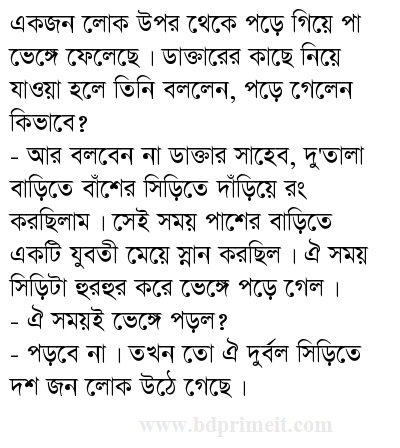 একজন লোক উপর থেকে পড়ে গিয়ে পা
ভেঙ্গে ফেলেছে । ডাক্তারের কাছে নিয়ে
যাওয়া হলে তিনি বললেন, পড়ে গেলেন
কিভাবে?
- আর বলবেন না ডাক্তার সাহেব, দু'তালা
বাড়িতে বাঁশের সিড়িতে দাঁড়িয়ে রং
করছিলাম । সেই সময় পাশের বাড়িতে
একটি যুবতী মেয়ে স্নান করছিল । ঐ সময়
সিড়িটা হুরহুর করে ভেঙ্গে পড়ে গেল ।
- ঐ সময়ই ভেঙ্গে পড়ল?
- পড়বে না । তখন তো ঐ দুর্বল সিড়িতে
দশ জন লোক উঠে গেছে ।
www.bdprimeit.com